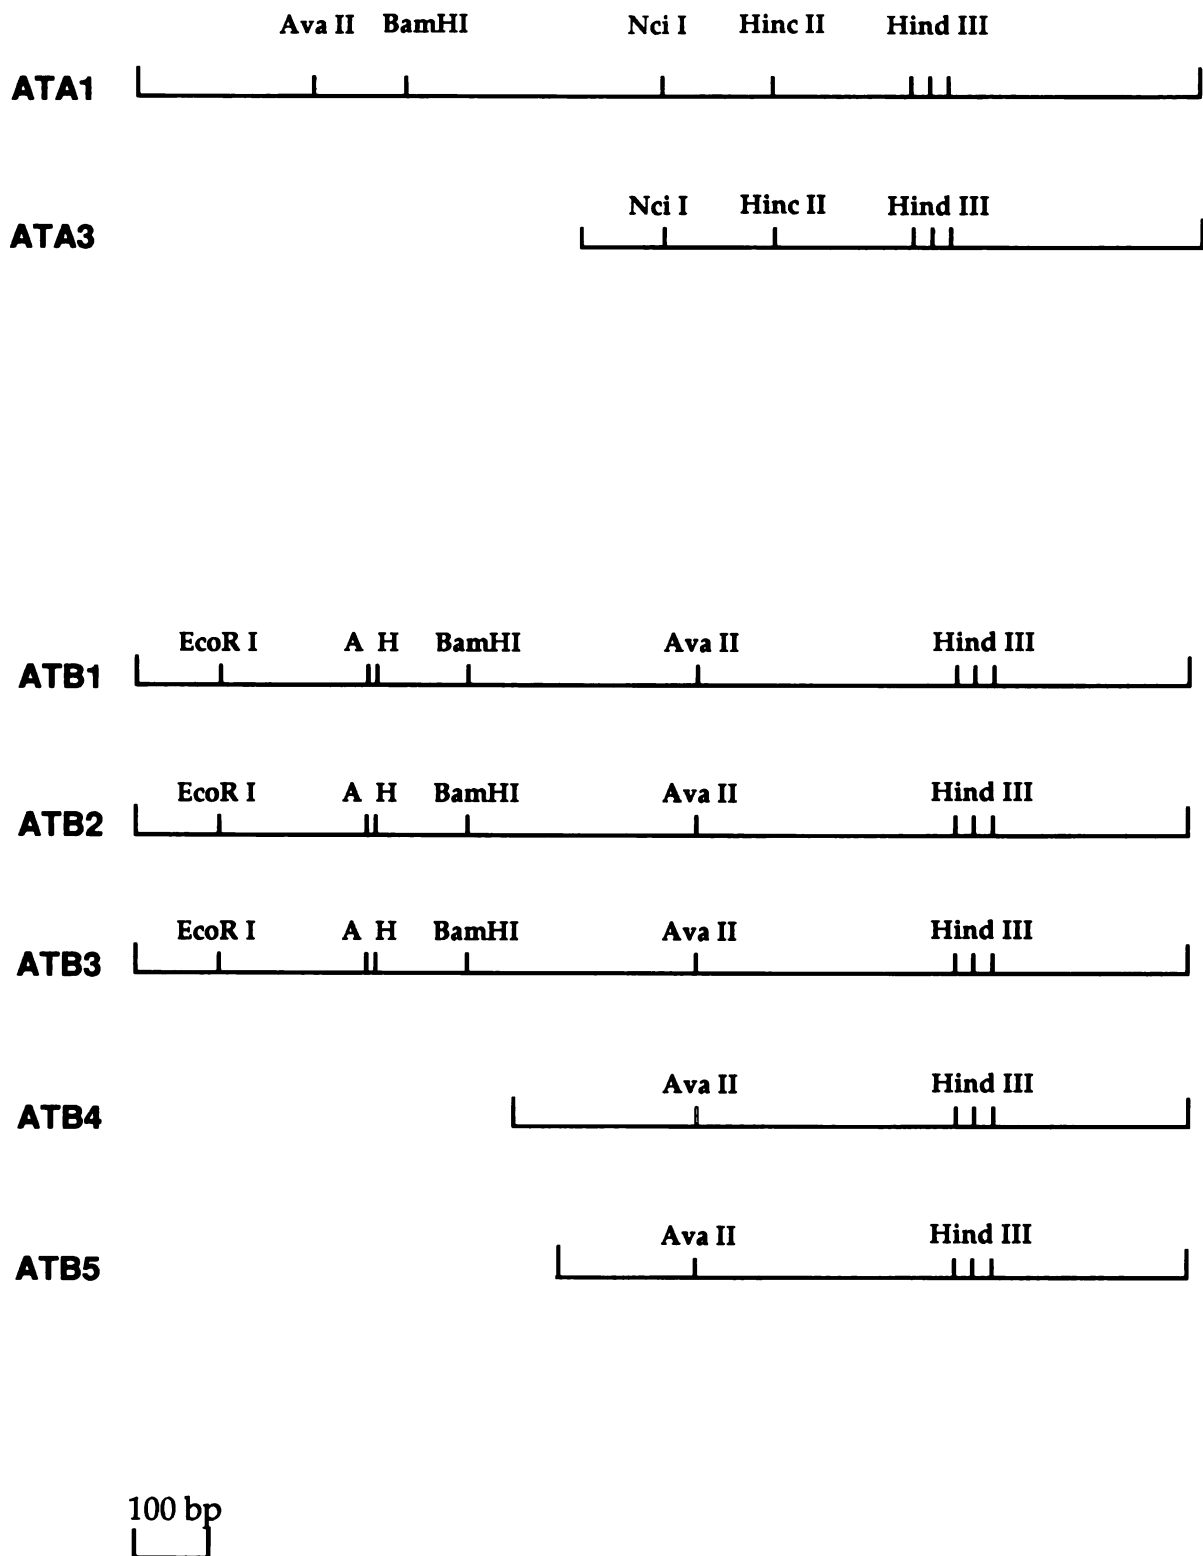 Ava II BamHI Nci I Hinc II Hind III
ATA1
Nci I Hinc II Hind III
ATA3
EcoR I A H BamHI Ava II Hind III
ATB1
EcoR I A H BamHI Ava II Hind III
ATB2
EcoR I A H BamHI Ava II Hind III
ATB3
Ava II Hind III
ATB4
Ava II Hind III
ATB5
100 bp